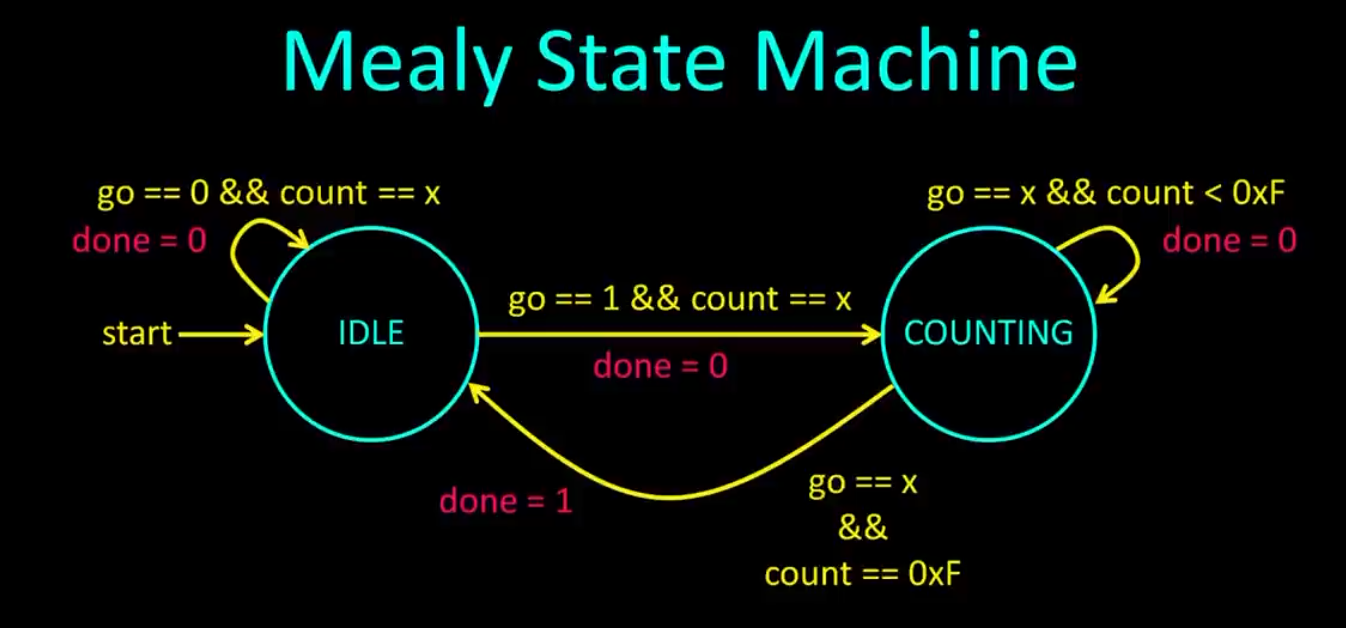 Mealy State Machine
go == 0 && count == x
done = 0
go == x && count < 0xF
done = 0
go == 1 && count == x
done = 0
start
IDLE
COUNTING
done = 1
go == x
&&
count == 0xF